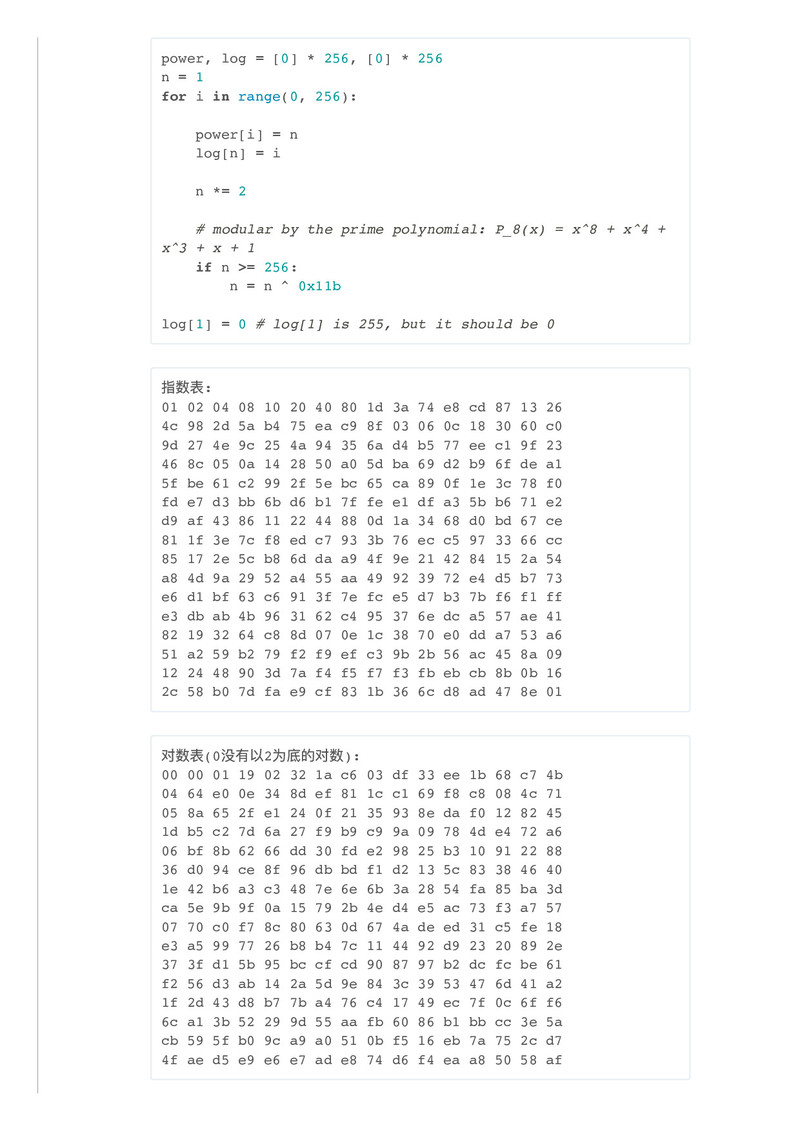 power, log = [0] * 256, [0] * 256
n = 1
for i in range(0, 256):
power[i] = n
log[n] = i
n *= 2
# modular by the prime polynomial: P_8(x) = x^8 + x^4 +
x^3 + x + 1
if n >= 256:
n = n ^ 0x11b
log[1] = 0 # log[1] is 255, but it should be 0
指数表:
01 02 04 08 10 20 40 80 1d 3a 74 e8 cd 87 13 26
4c 98 2d 5a b4 75 ea c9 8f 03 06 0c 18 30 60 c0
9d 27 4e 9c 25 4a 94 35 6a d4 b5 77 ee c1 9f 23
46 8c 05 0a 14 28 50 a0 5d ba 69 d2 b9 6f de a1
5f be 61 c2 99 2f 5e bc 65 ca 89 0f 1e 3c 78 f0
fd e7 d3 bb 6b d6 b1 7f fe e1 df a3 5b b6 71 e2
d9 af 43 86 11 22 44 88 0d 1a 34 68 d0 bd 67 ce
81 1f 3e 7c f8 ed c7 93 3b 76 ec c5 97 33 66 cc
85 17 2e 5c b8 6d da a9 4f 9e 21 42 84 15 2a 54
a8 4d 9a 29 52 a4 55 aa 49 92 39 72 e4 d5 b7 73
e6 d1 bf 63 c6 91 3f 7e fc e5 d7 b3 7b f6 f1 ff
e3 db ab 4b 96 31 62 c4 95 37 6e dc a5 57 ae 41
82 19 32 64 c8 8d 07 0e 1c 38 70 e0 dd a7 53 a6
51 a2 59 b2 79 f2 f9 ef c3 9b 2b 56 ac 45 8a 09
12 24 48 90 3d 7a f4 f5 f7 f3 fb eb cb 8b 0b 16
2c 58 b0 7d fa e9 cf 83 1b 36 6c d8 ad 47 8e 01
对数表(0没有以2为底的对数):
00 00 01 19 02 32 1a c6 03 df 33 ee 1b 68 c7 4b
04 64 e0 0e 34 8d ef 81 1c c1 69 f8 c8 08 4c 71
05 8a 65 2f e1 24 0f 21 35 93 8e da f0 12 82 45
1d b5 c2 7d 6a 27 f9 b9 c9 9a 09 78 4d e4 72 a6
06 bf 8b 62 66 dd 30 fd e2 98 25 b3 10 91 22 88
36 d0 94 ce 8f 96 db bd f1 d2 13 5c 83 38 46 40
1e 42 b6 a3 c3 48 7e 6e 6b 3a 28 54 fa 85 ba 3d
ca 5e 9b 9f 0a 15 79 2b 4e d4 e5 ac 73 f3 a7 57
07 70 c0 f7 8c 80 63 0d 67 4a de ed 31 c5 fe 18
e3 a5 99 77 26 b8 b4 7c 11 44 92 d9 23 20 89 2e
37 3f d1 5b 95 bc cf cd 90 87 97 b2 dc fc be 61
f2 56 d3 ab 14 2a 5d 9e 84 3c 39 53 47 6d 41 a2
1f 2d 43 d8 b7 7b a4 76 c4 17 49 ec 7f 0c 6f f6
6c a1 3b 52 29 9d 55 aa fb 60 86 b1 bb cc 3e 5a
cb 59 5f b0 9c a9 a0 51 0b f5 16 eb 7a 75 2c d7
4f ae d5 e9 e6 e7 ad e8 74 d6 f4 ea a8 50 58 af